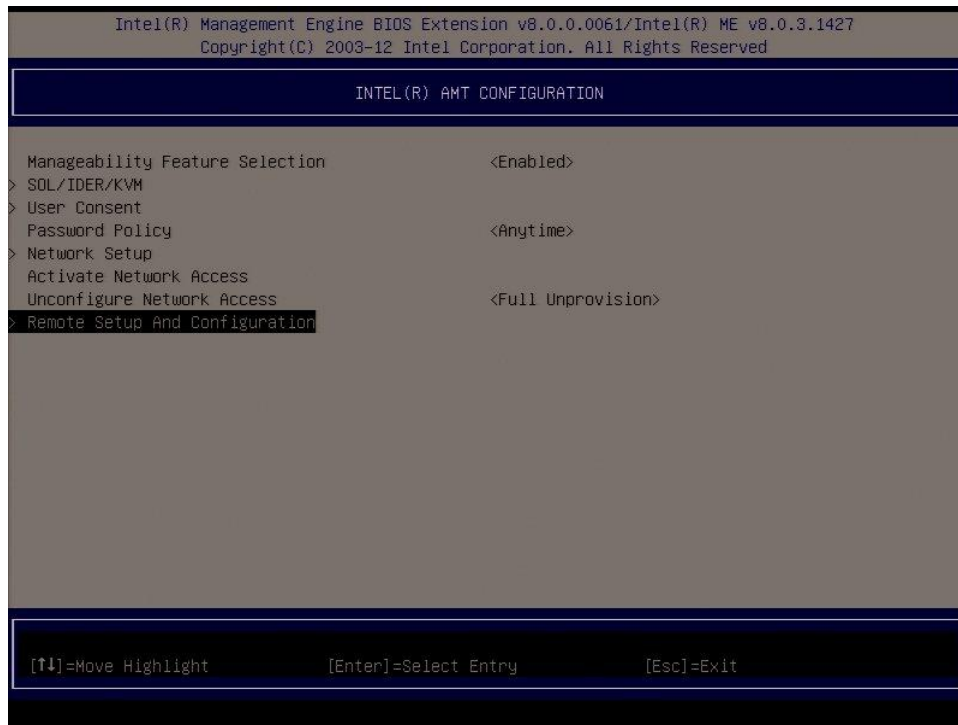 Intel(R) Management Engine BIOS Extension v8.0.0.0061/Intel(R) ME v8.0.3.1427
Copyright(C) 2003-12 Intel Corporation. All Rights Reserved
INTEL(R) AMT CONFIGURATION
Manageability Feature Selection <Enabled>
> SOL/IDER/KVM
> User Consent
Password Policy <Anytime>
> Network Setup
Activate Network Access
Unconfigure Network Access <Full Unprovision>
> Remote Setup And Configuration
[↑↓]=Move Highlight [Enter]=Select Entry [Esc]=Exit